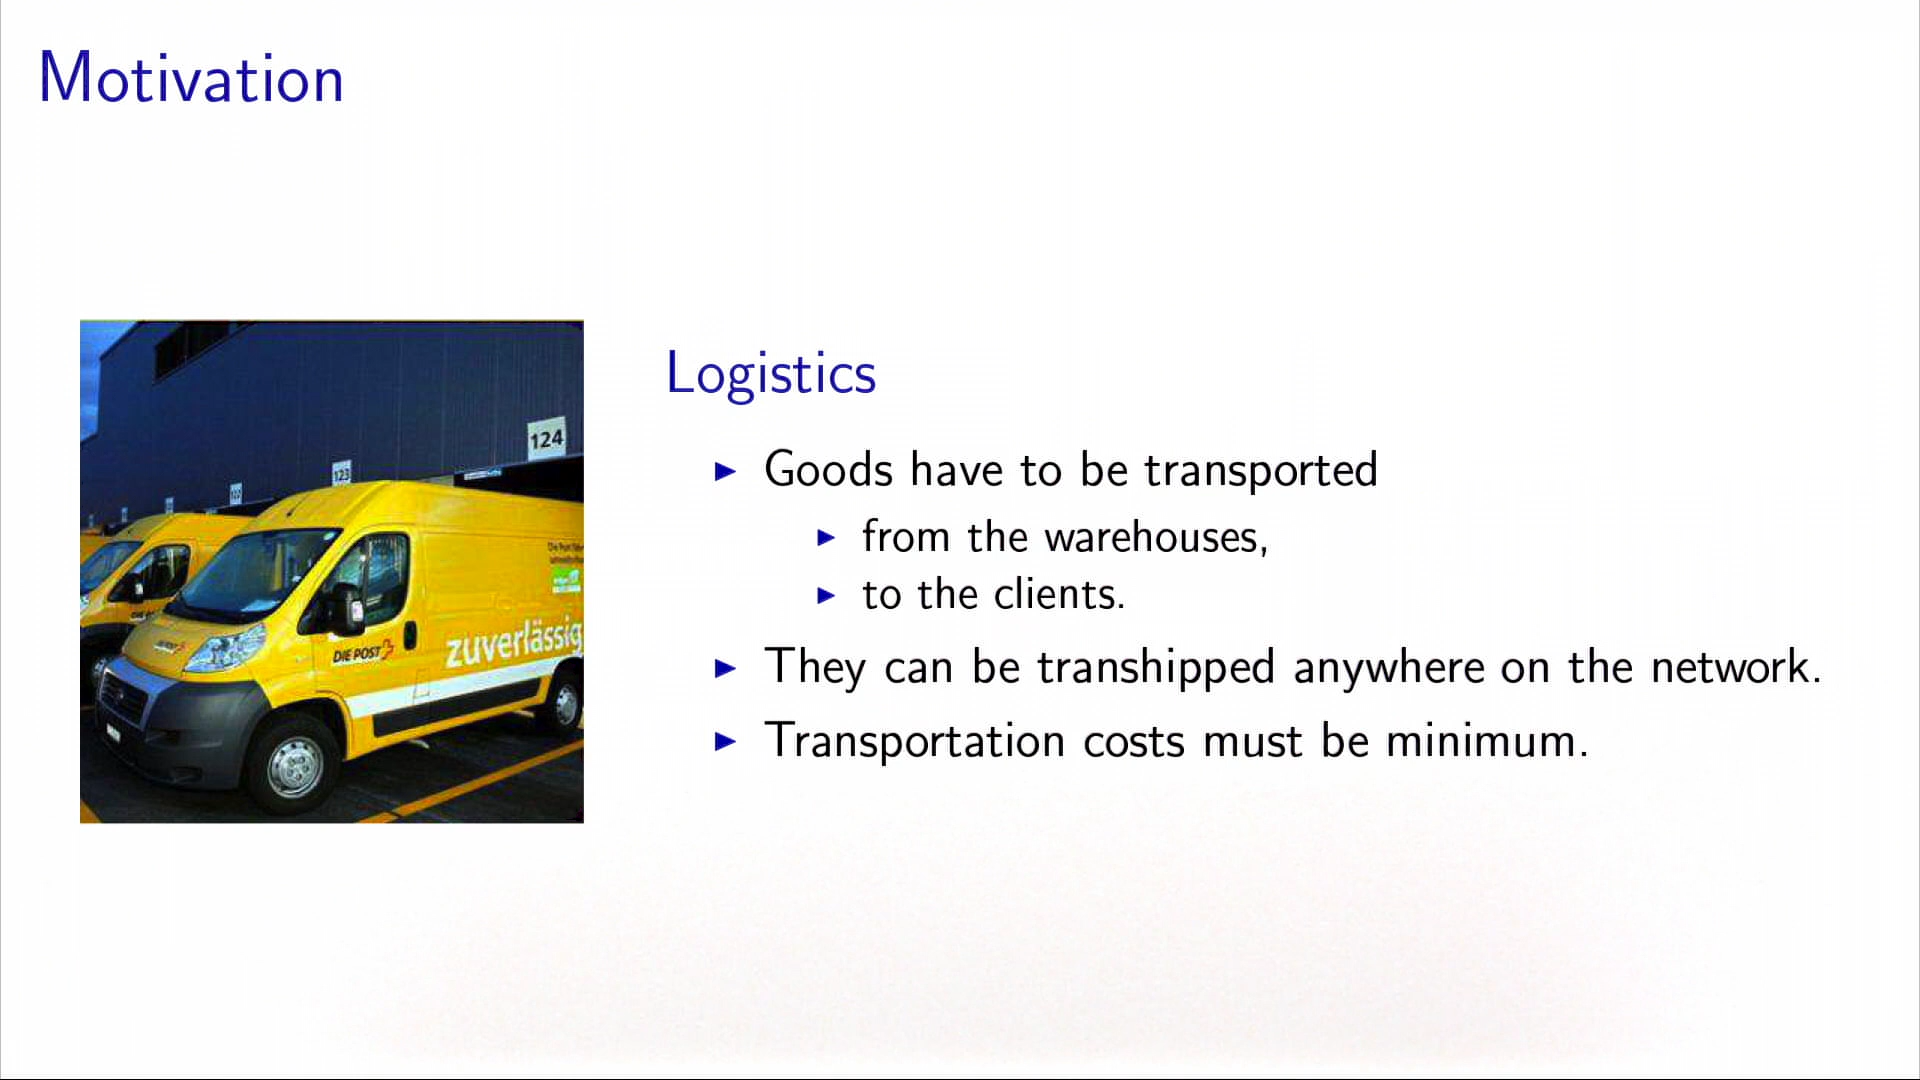 Motivation
124
123
122
DIE POST
zuverlässig
Logistics
Goods have to be transported
from the warehouses,
to the clients.
They can be transhipped anywhere on the network.
Transportation costs must be minimum.